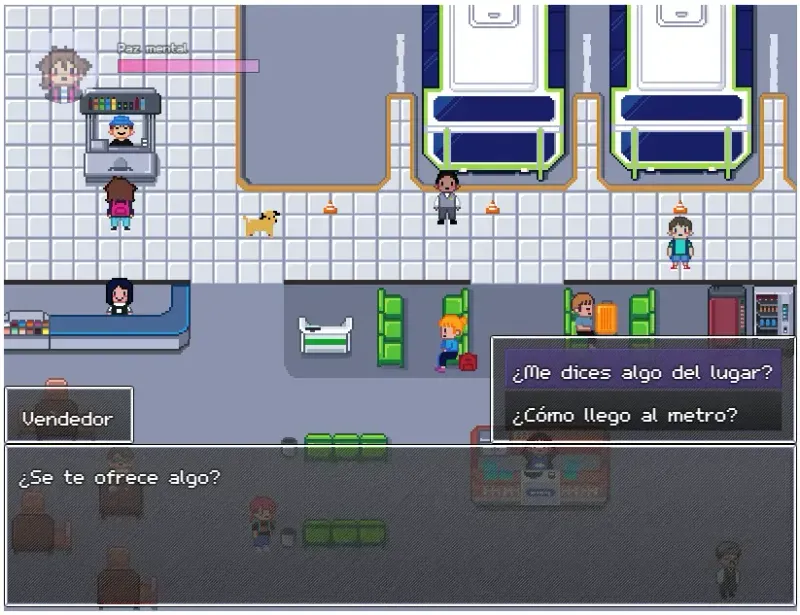 Paz mental
¿Me dices algo del lugar?
¿Cómo llego al metro?
Vendedor
¿Se te ofrece algo?